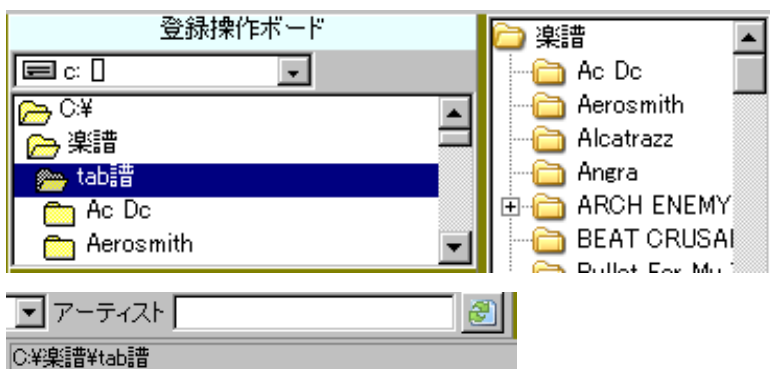 登録操作ボード
c: []
C:¥
楽譜
tab譜
Ac Dc
Aerosmith
楽譜
Ac Dc
Aerosmith
Alcatrazz
Angra
ARCH ENEMY
BEAT CRUSA
アーティスト
C:¥楽譜¥tab譜